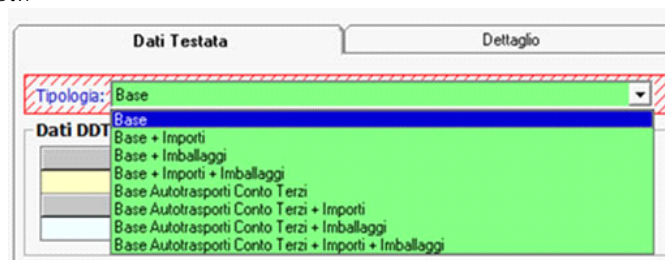 Dati Testata
Dettaglio
Tipologia: Base
Base
Dati DDT
Base + Importi
Base + Imballaggi
Base + Importi + Imballaggi
Base Autotrasporti Conto Terzi
Base Autotrasporti Conto Terzi + Importi
Base Autotrasporti Conto Terzi + Imballaggi
Base Autotrasporti Conto Terzi + Importi + Imballaggi